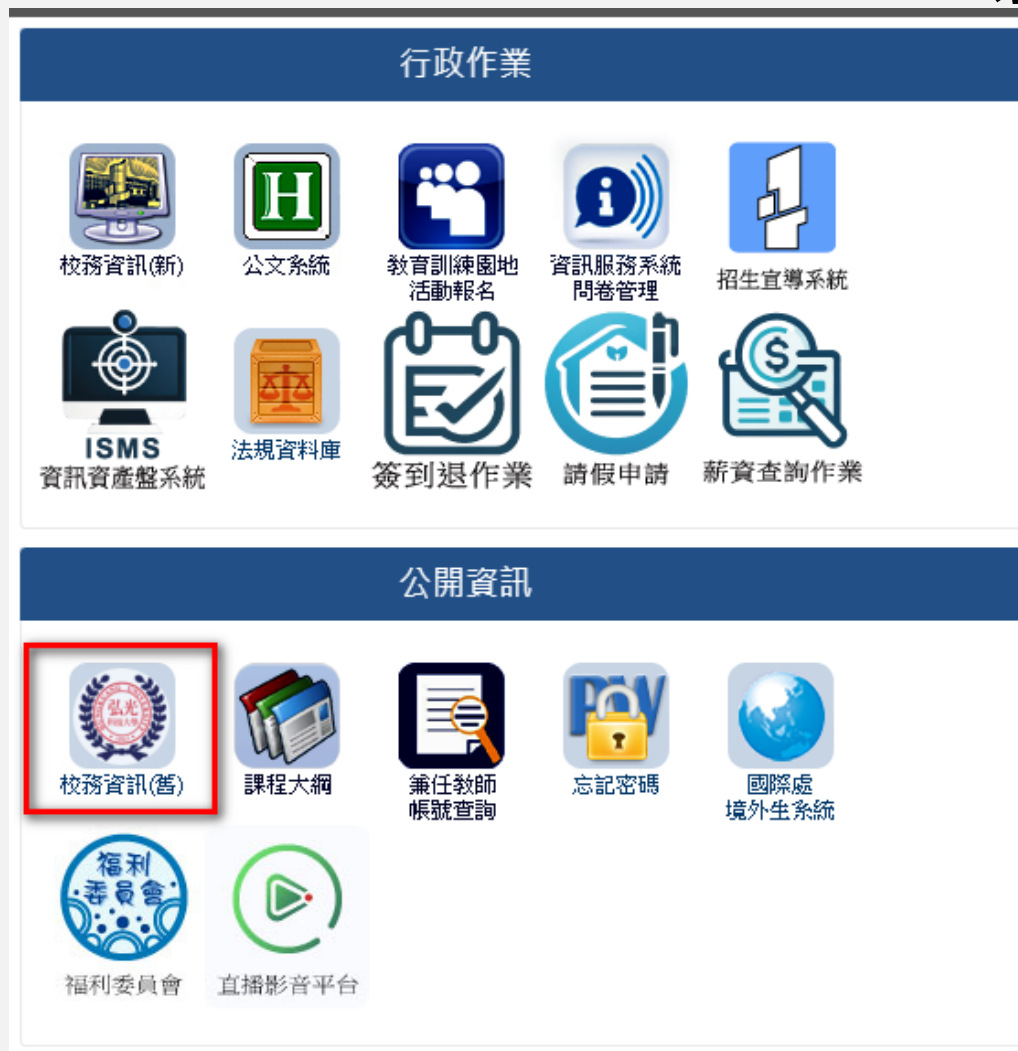 行政作業
校務資訊(新)
公文系統
教育訓練園地
活動報名
資訊服務系統
問卷管理
招生宣導系統
ISMS
資訊資產盤系統
法規資料庫
簽到退作業
請假申請
薪資查詢作業
公開資訊
弘光
校務資訊(舊)
課程大綱
兼任教師
帳號查詢
PW
忘記密碼
國際處
境外生系統
福利
委員會
福利委員會
直播影音平台